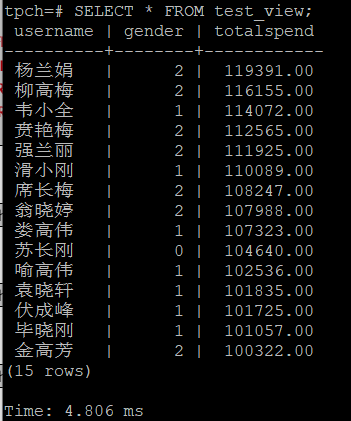 tpch=# SELECT * FROM test_view;
username | gender | totalspend
----------+--------+------------
杨兰娟 | 2 | 119391.00
柳高梅 | 2 | 116155.00
韦小全 | 1 | 114072.00
贲艳梅 | 2 | 112565.00
强兰丽 | 2 | 111925.00
滑小刚 | 1 | 110089.00
席长梅 | 2 | 108247.00
翁晓婷 | 2 | 107988.00
娄高伟 | 1 | 107323.00
苏长刚 | 0 | 104640.00
喻高伟 | 1 | 102536.00
袁晓轩 | 1 | 101835.00
伏成峰 | 1 | 101725.00
毕晓刚 | 1 | 101057.00
金高芳 | 2 | 100322.00
(15 rows)
Time: 4.806 ms